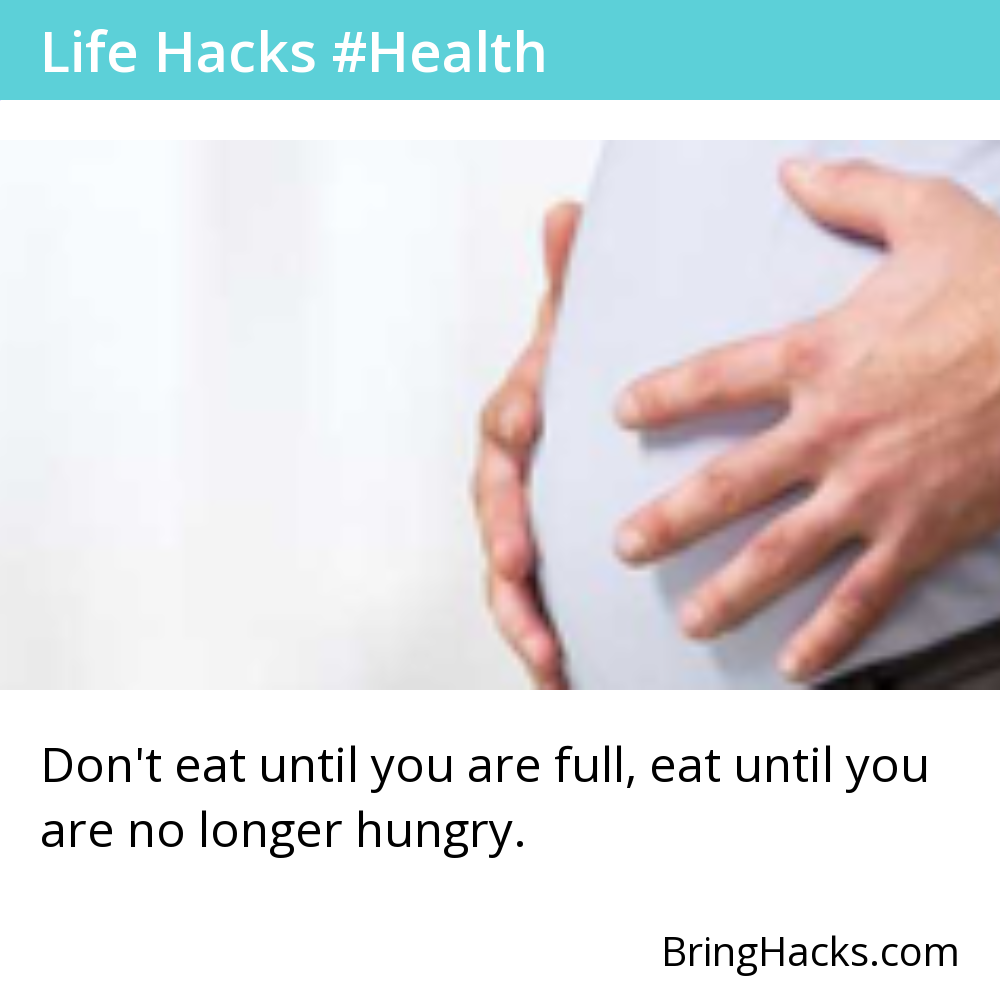 Life Hacks #Health
Don't eat until you are full, eat until you
are no longer hungry.
BringHacks.com